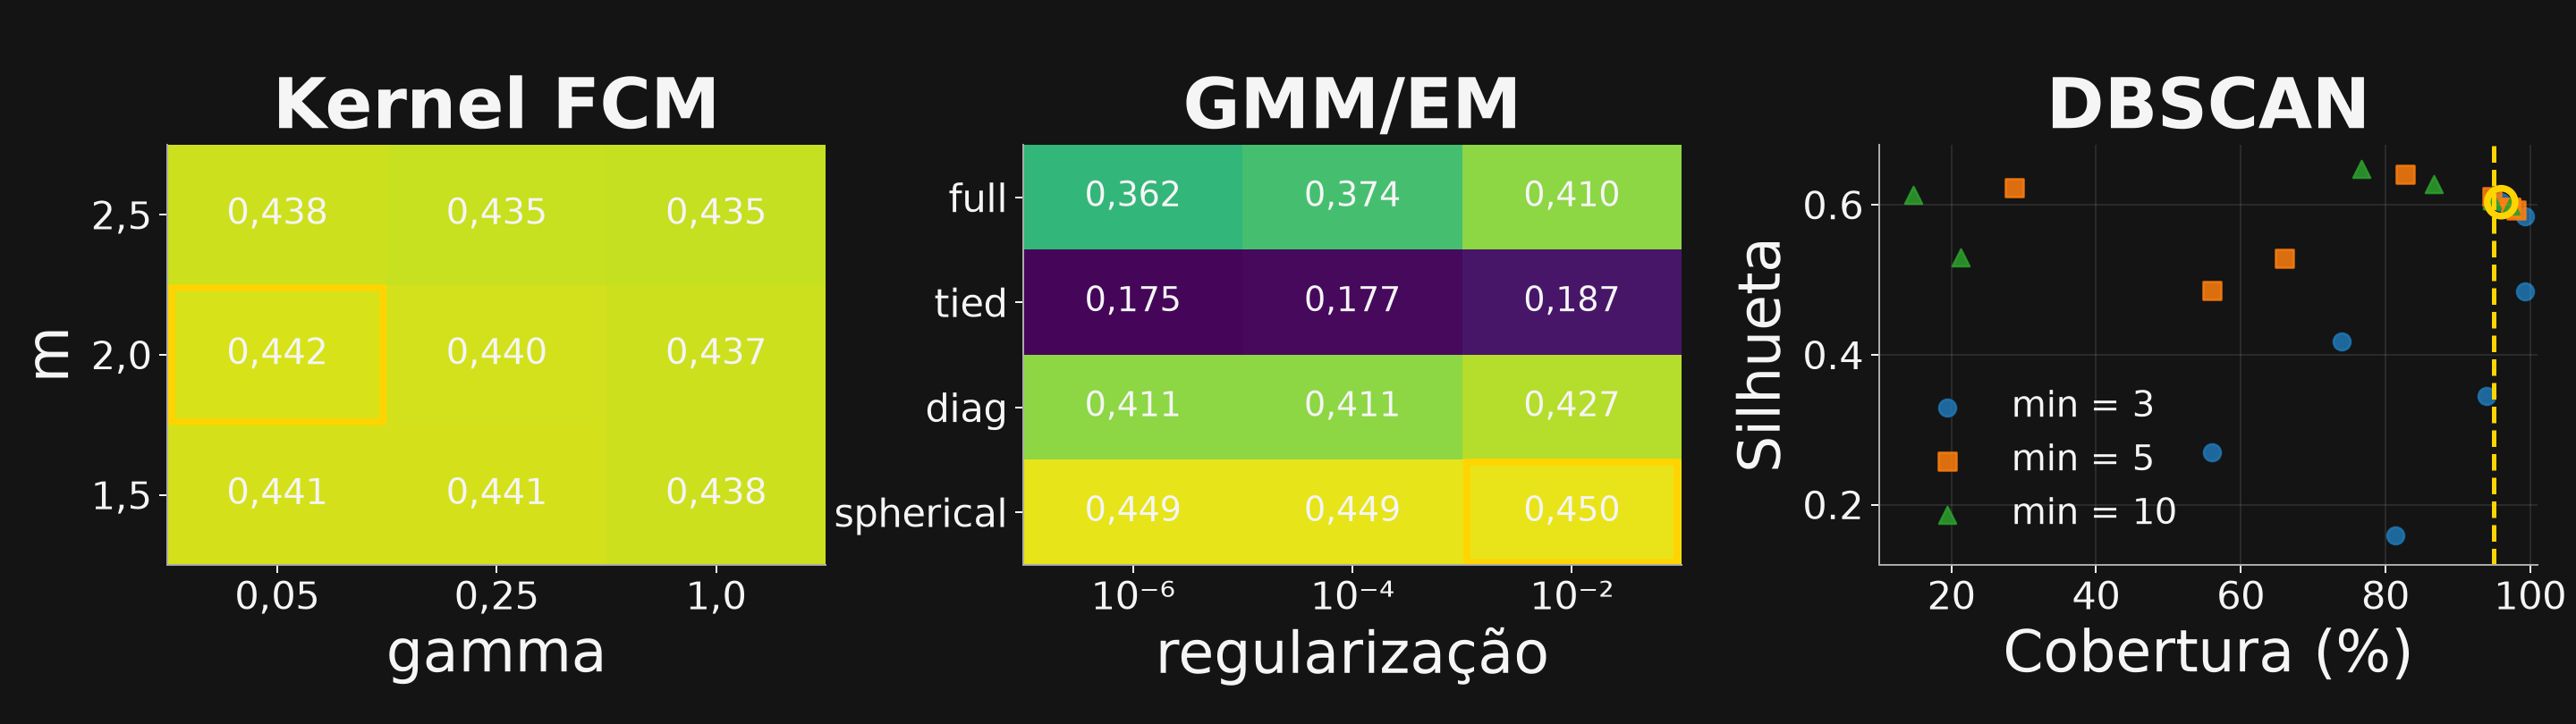 Kernel FCM
m
2,5
2,0
1,5
0,438 0,435 0,435
0,442 0,440 0,437
0,441 0,441 0,438
0,05 0,25 1,0
gamma
GMM/EM
full 0,362 0,374 0,410
tied 0,175 0,177 0,187
diag 0,411 0,411 0,427
spherical 0,449 0,449 0,450
10⁻⁶ 10⁻⁴ 10⁻²
regularização
DBSCAN
Silhueta
0.6
0.4
0.2
min = 3
min = 5
min = 10
20 40 60 80 100
Cobertura (%)